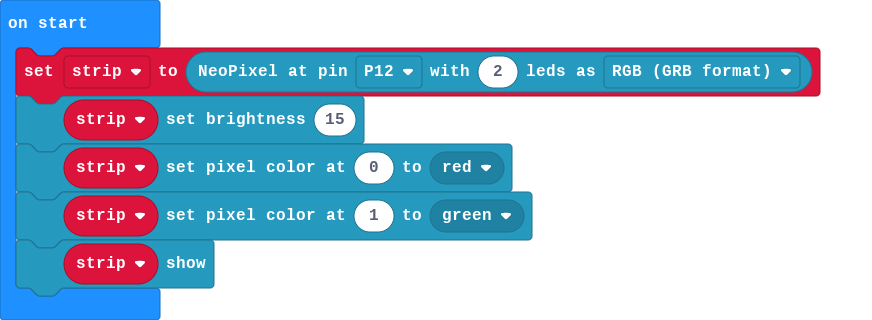 on start
set strip to NeoPixel at pin P12 with 2 leds as RGB (GRB format)
strip set brightness 15
strip set pixel color at 0 to red
strip set pixel color at 1 to green
strip show